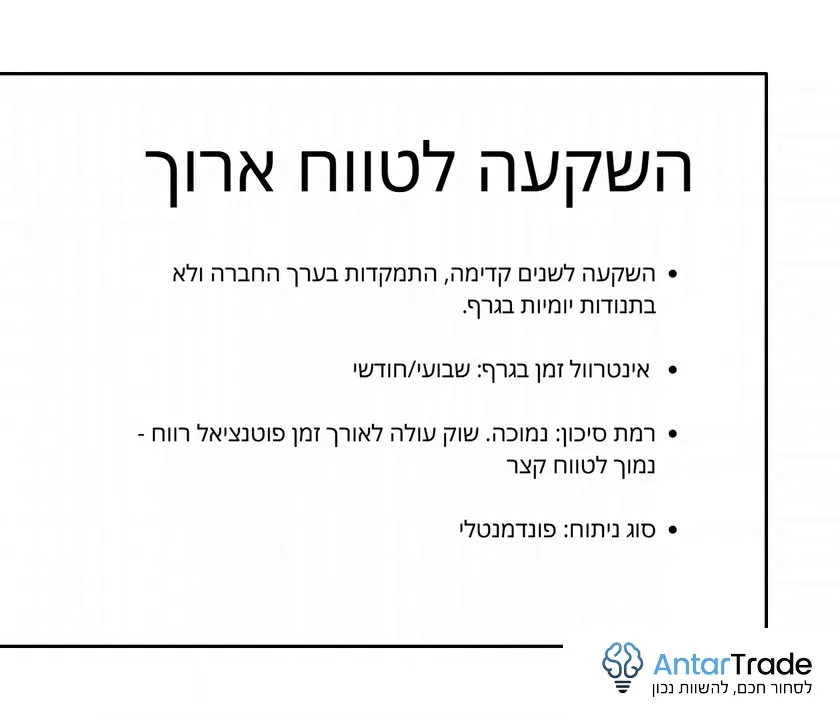 השקעה לטווח ארוך
• השקעה לשנים קדימה, התמקדות בערך החברה ולא
בתנודות יומיות בגרף.
• אינטרוול זמן בגרף: שבועי/חודשי
• רמת סיכון: נמוכה. שוק עולה לאורך זמן פוטנציאל רווח -
נמוך לטווח קצר
• סוג ניתוח: פונדמנטלי
AntarTrade
לסחור חכם, להשוות נכון